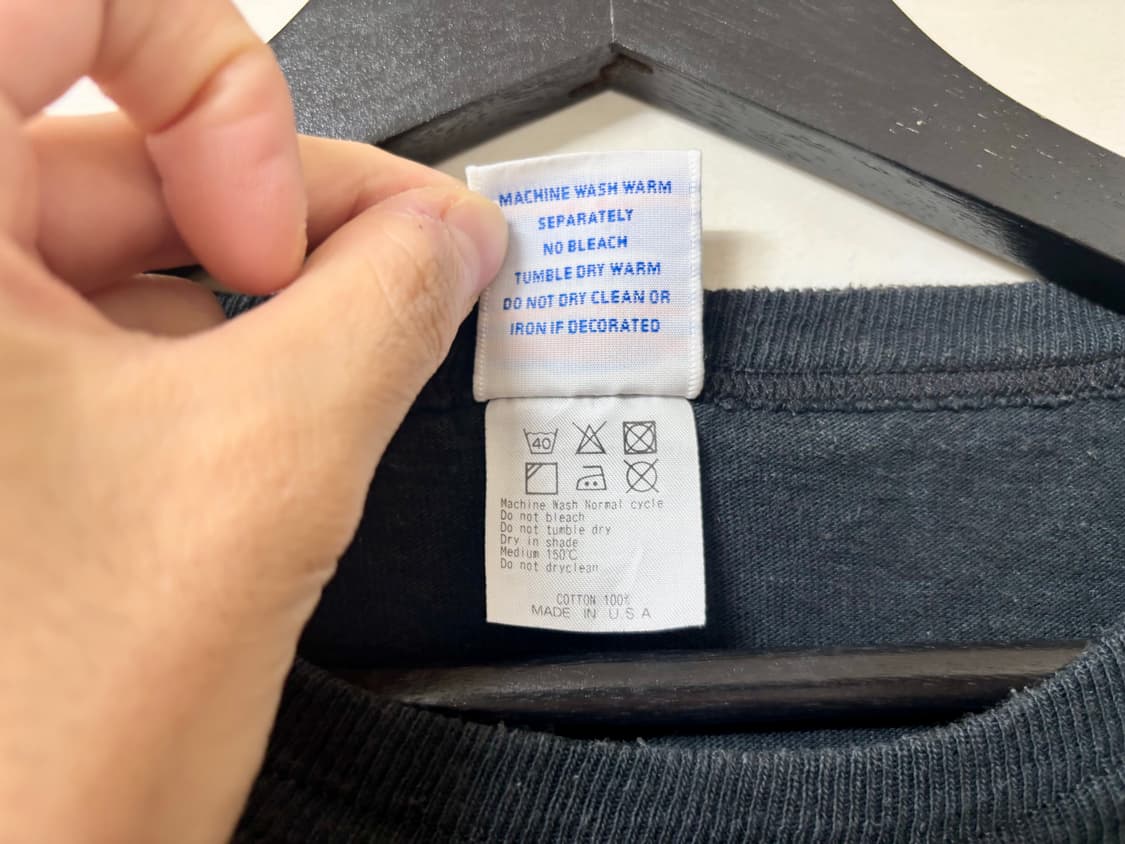 MACHINE WASH WARM
SEPARATELY
NO BLEACH
TUMBLE DRY WARM
DO NOT DRY CLEAN OR
IRON IF DECORATED
40
Machine Wash Normal cycle
Do not bleach
Do not tumble dry
Dry in shade
Medium 150℃
Do not dryclean
COTTON 100%
MADE IN U.S.A